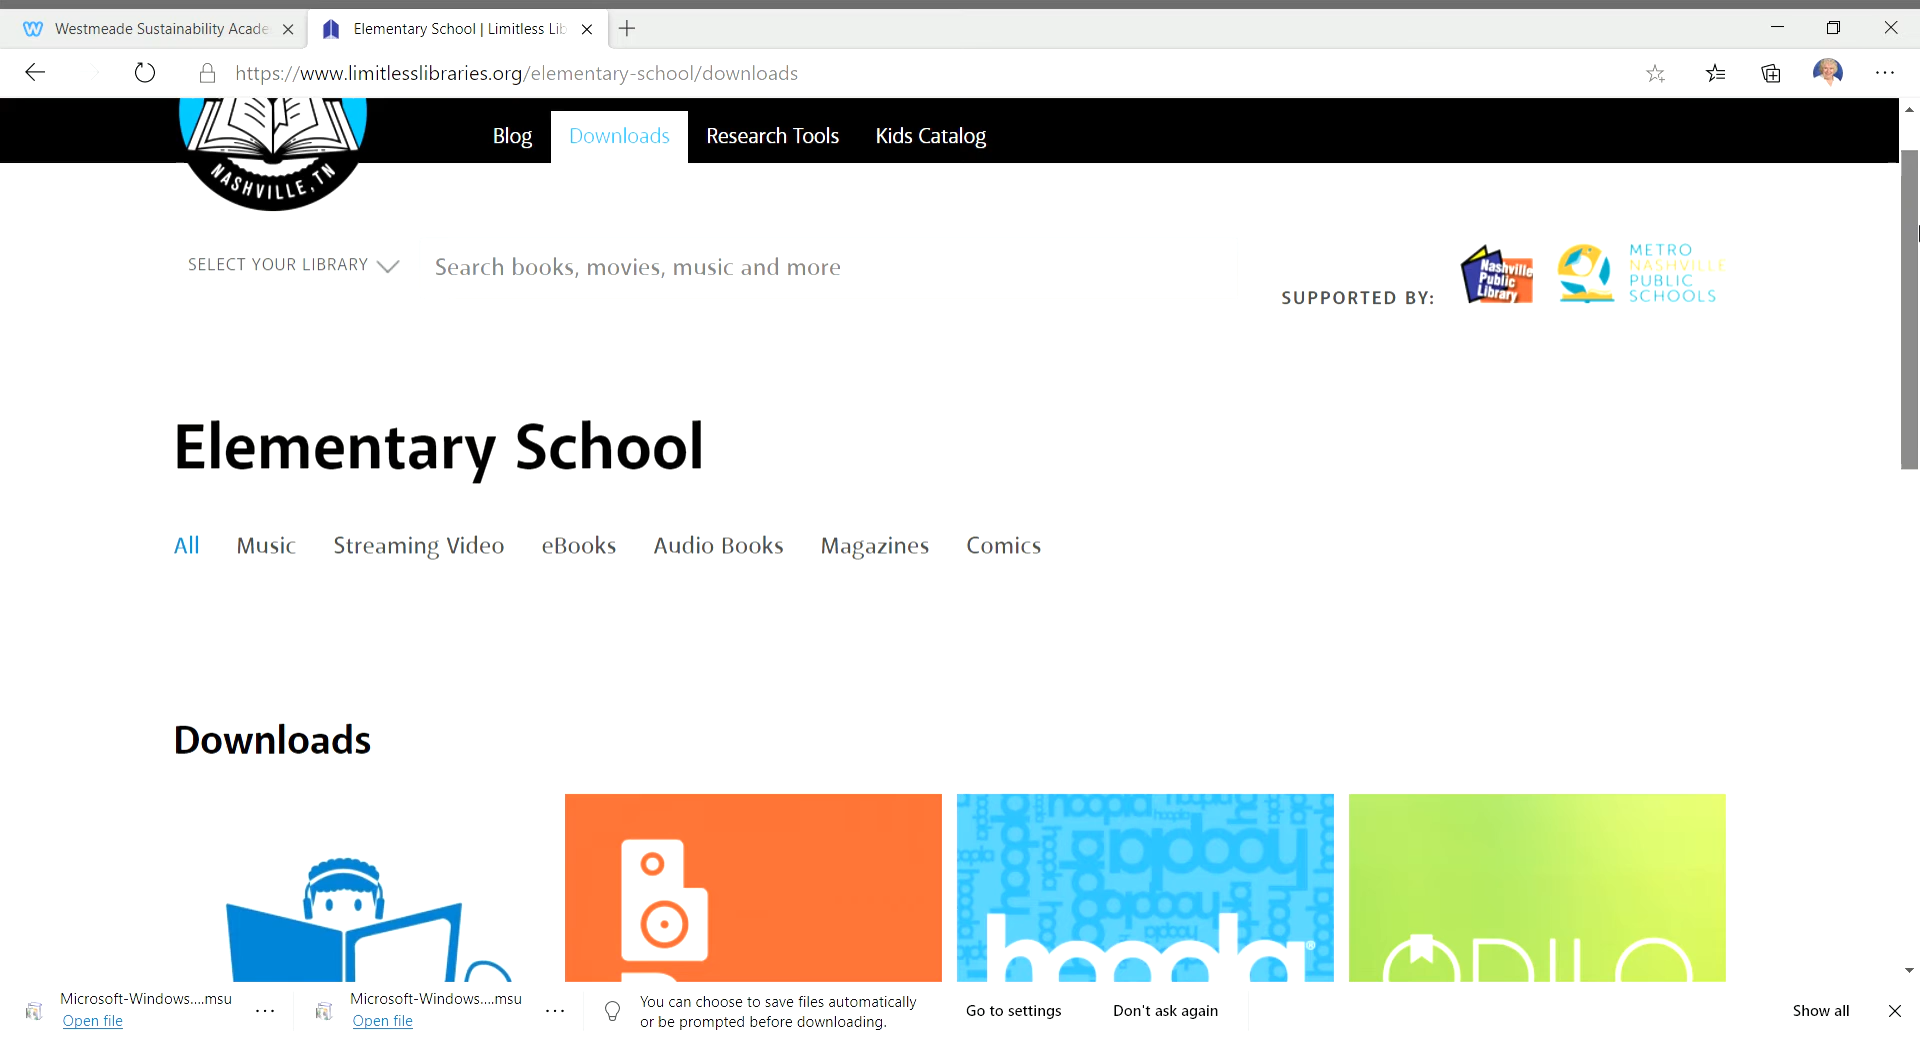 Westmeade Sustainability Acade
Elementary School | Limitless Lib
https://www.limitlesslibraries.org/elementary-school/downloads
NASHVILLE, TN
Blog
Downloads
Research Tools
Kids Catalog
SELECT YOUR LIBRARY
Search books, movies, music and more
SUPPORTED BY:
Nashville
Public
Library
METRO
NASHVILLE
PUBLIC
SCHOOLS
Elementary School
All
Music
Streaming Video
eBooks
Audio Books
Magazines
Comics
Downloads
hoopla
ODILO
Microsoft-Windows....msu
Open file
Microsoft-Windows....msu
Open file
You can choose to save files automatically
or be prompted before downloading.
Go to settings
Don't ask again
Show all